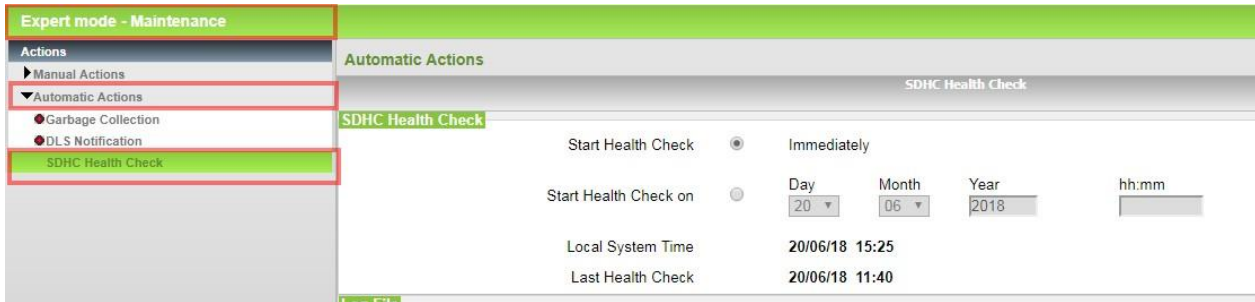 Expert mode - Maintenance
Actions
Manual Actions
Automatic Actions
Garbage Collection
DLS Notification
SDHC Health Check
Automatic Actions
SDHC Health Check
SDHC Health Check
Start Health Check Immediately
Day Month Year hh:mm
Start Health Check on 20 06 2018
Local System Time 20/06/18 15:25
Last Health Check 20/06/18 11:40